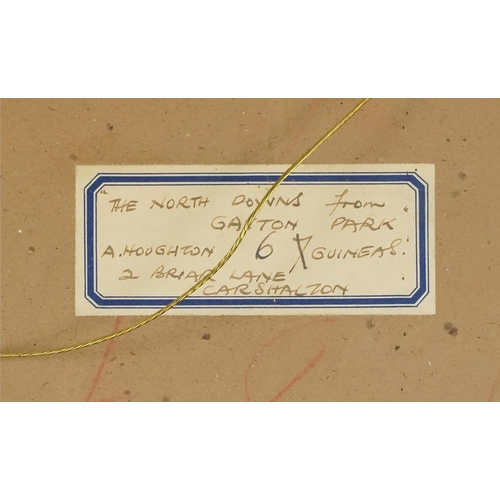 "THE NORTH DOWNS from
GATTON PARK"
A. HOUGHTON 6 GUINEAS.
2 BRIAR LANE
CARSHALTON